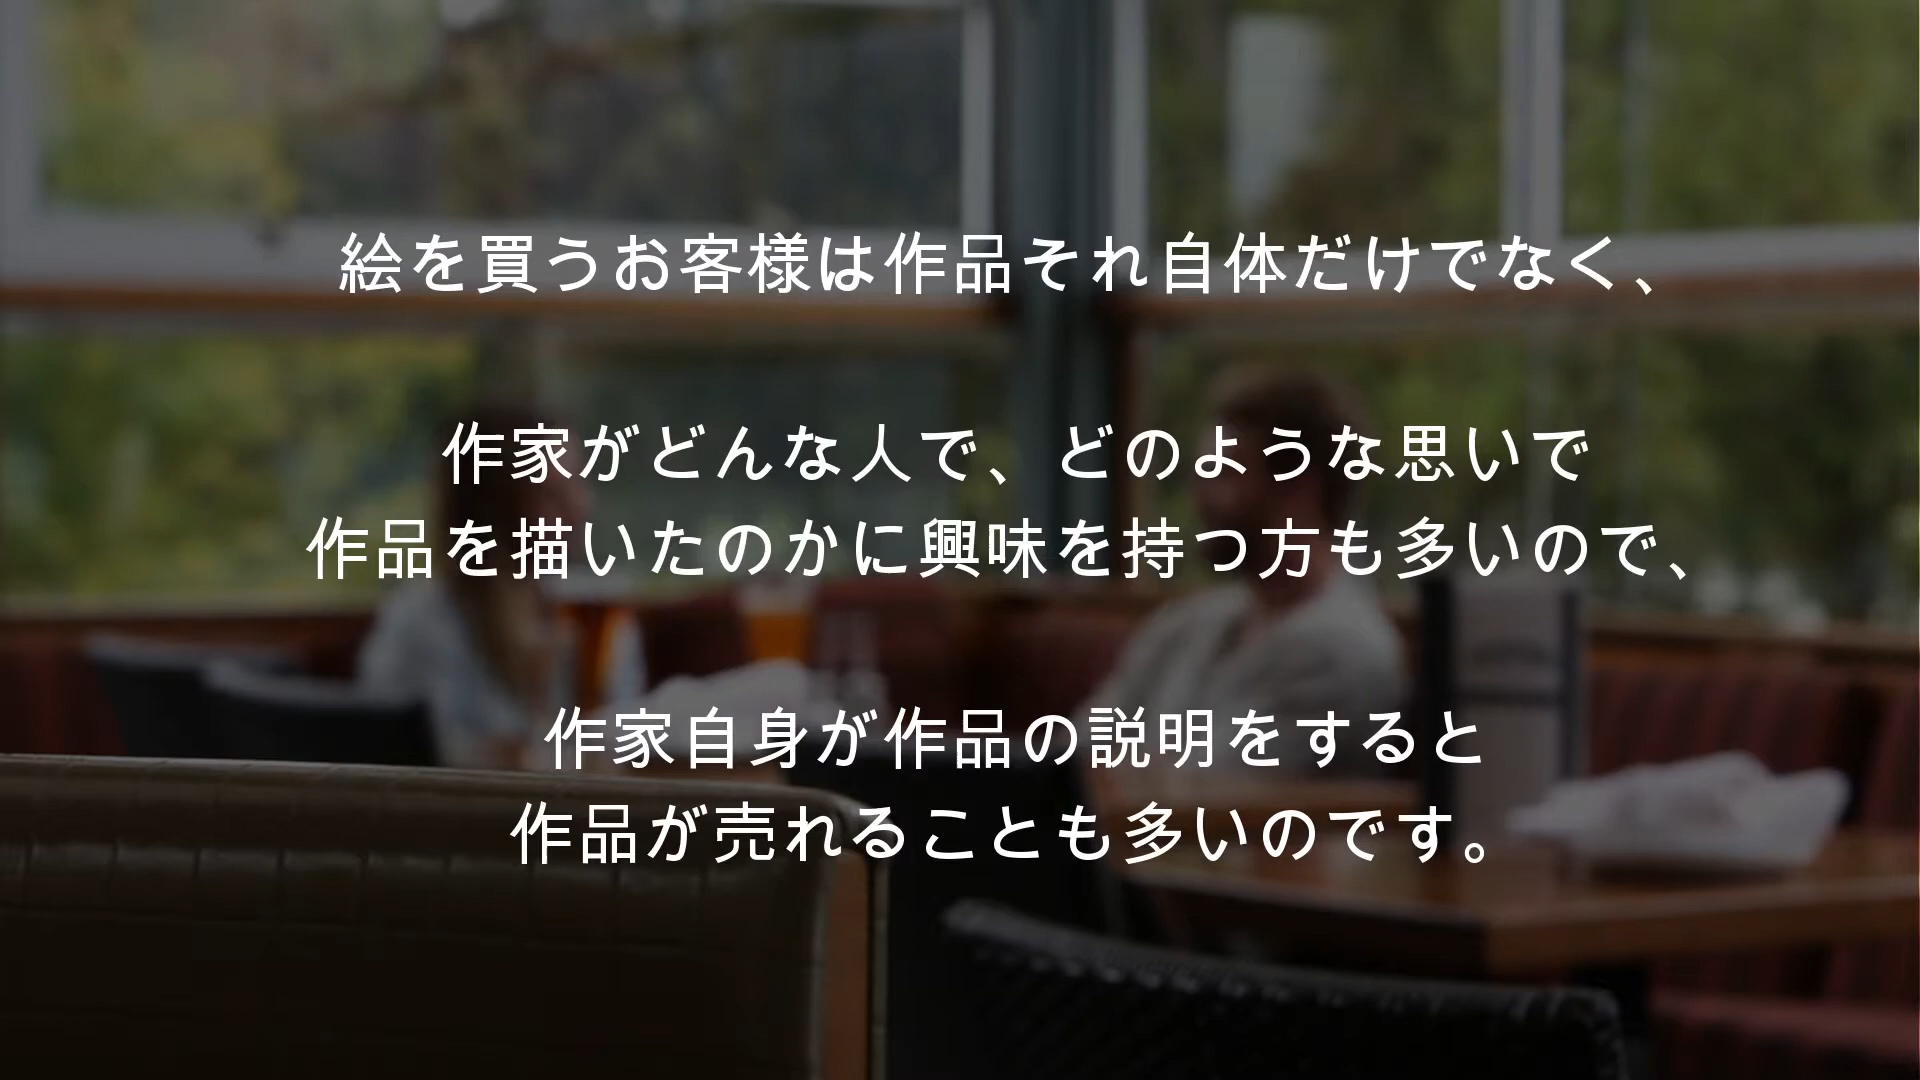 絵を買うお客様は作品それ自体だけでなく、
作家がどんな人で、どのような思いで
作品を描いたのかに興味を持つ方も多いので、
作家自身が作品の説明をすると
作品が売れることも多いのです。